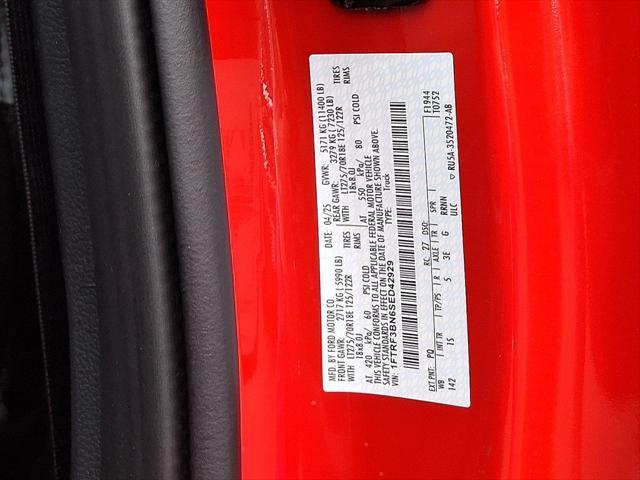 MFD. BY FORD MOTOR CO.
DATE: 04/25 GVWR: 5171 KG (11400 LB)
FRONT GAWR: 2717 KG (5990 LB) REAR GAWR: 3279 KG (7230 LB)
WITH LT275/70R18E 125/122R TIRES WITH LT275/70R18E 125/122R TIRES
18x8.0J RIMS 18x8.0J RIMS
AT 420 kPa/ 60 PSI COLD AT 550 kPa/ 80 PSI COLD
THIS VEHICLE CONFORMS TO ALL APPLICABLE FEDERAL MOTOR VEHICLE
SAFETY STANDARDS IN EFFECT ON THE DATE OF MANUFACTURE SHOWN ABOVE.
VIN: 1FTRF3BN6SED42929 TYPE: Truck
F1944
T0752
EXT PNT: PQ RC: 27 DSO:
WB INT TR TP/PS R AXLE TR SPR
142 15 5 3E G RRNN
ULC
▽ RU5A-3520472-AB